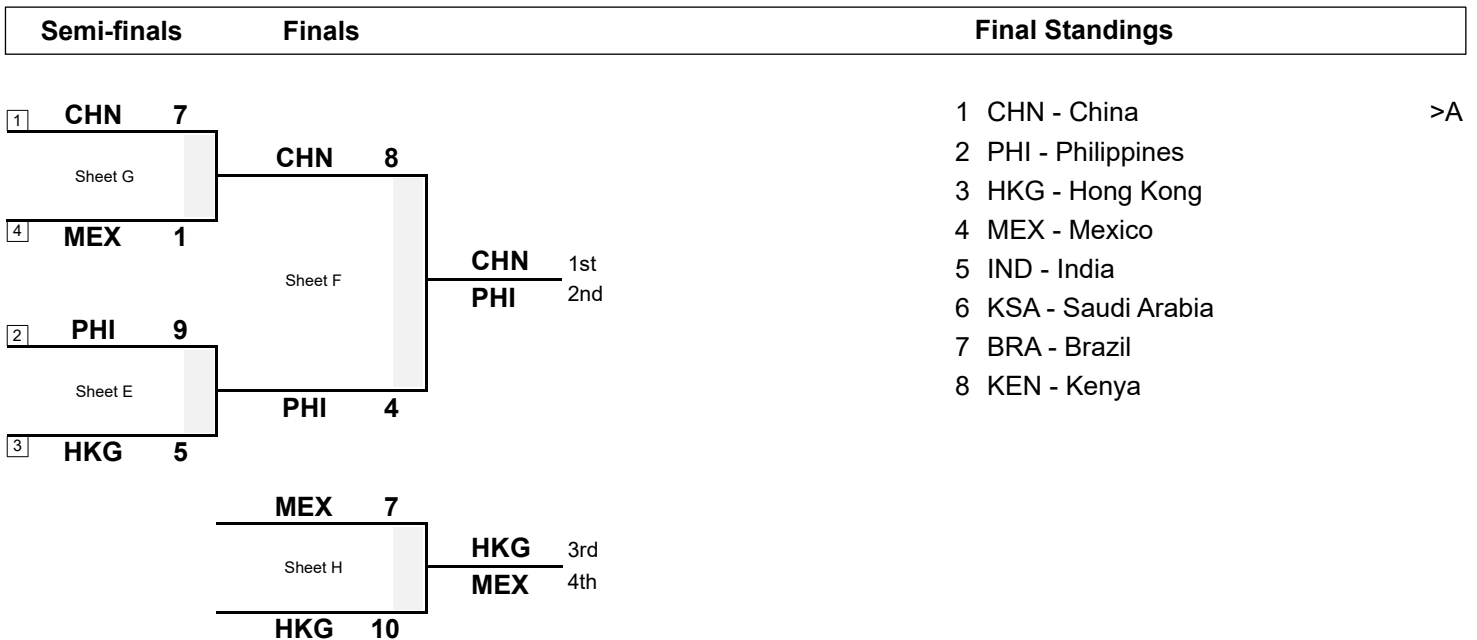 Semi-finals Finals Final Standings
1 CHN 7
Sheet G
4 MEX 1
CHN 8
Sheet F
PHI 4
2 PHI 9
Sheet E
3 HKG 5
CHN 1st
PHI 2nd
MEX 7
Sheet H
HKG 10
HKG 3rd
MEX 4th
1 CHN - China >A
2 PHI - Philippines
3 HKG - Hong Kong
4 MEX - Mexico
5 IND - India
6 KSA - Saudi Arabia
7 BRA - Brazil
8 KEN - Kenya